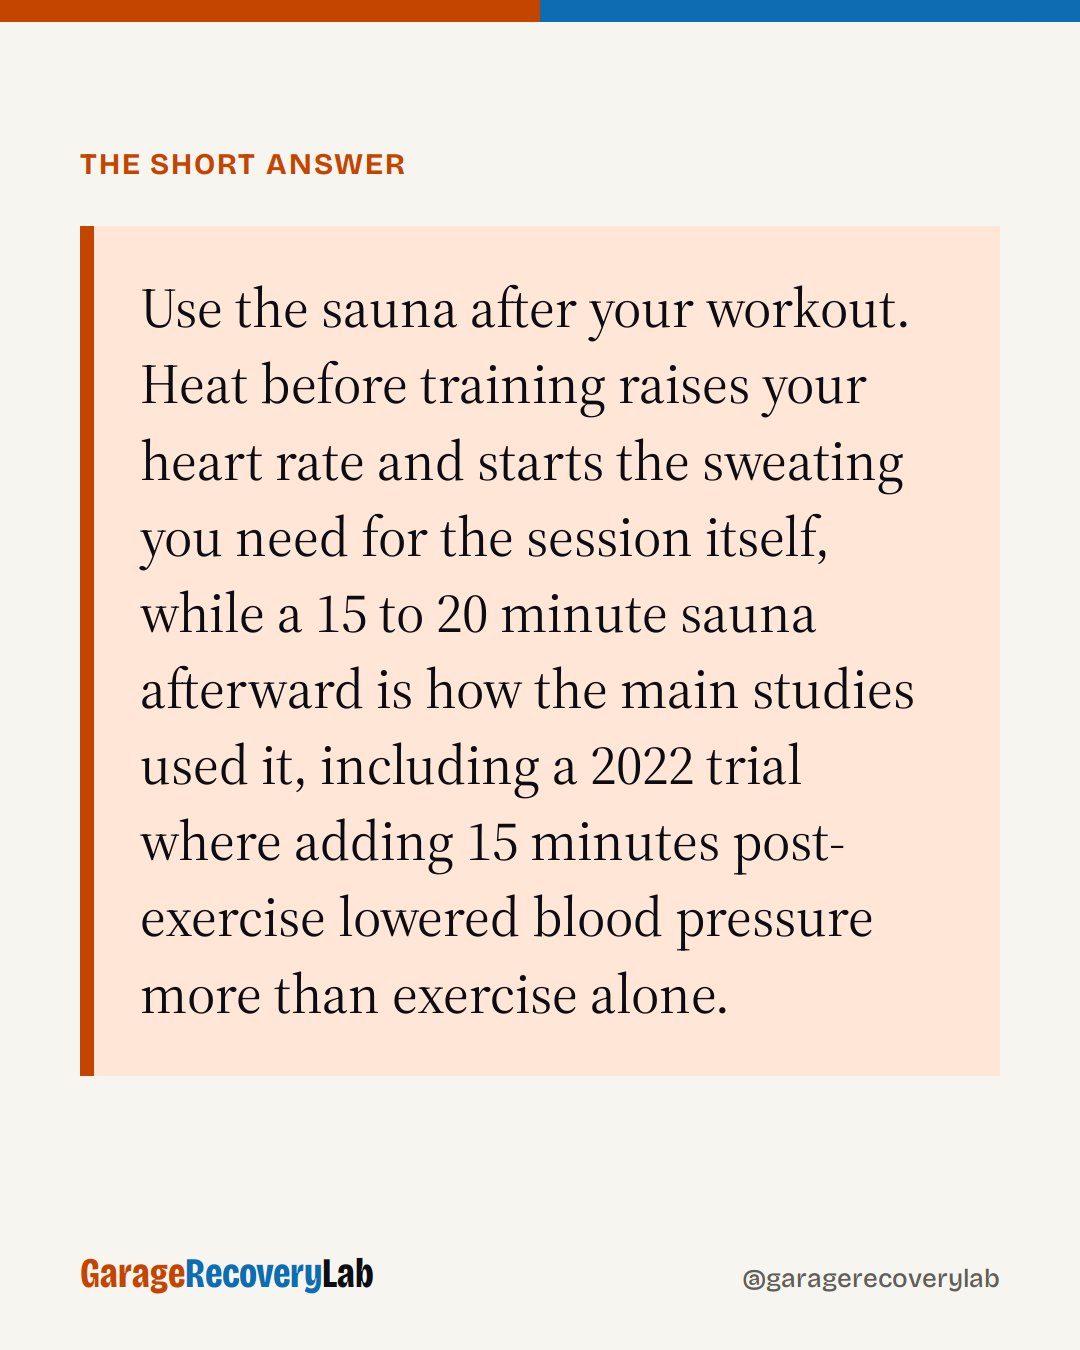 THE SHORT ANSWER
Use the sauna after your workout.
Heat before training raises your
heart rate and starts the sweating
you need for the session itself,
while a 15 to 20 minute sauna
afterward is how the main studies
used it, including a 2022 trial
where adding 15 minutes post-
exercise lowered blood pressure
more than exercise alone.
GarageRecoveryLab
@garagerecoverylab